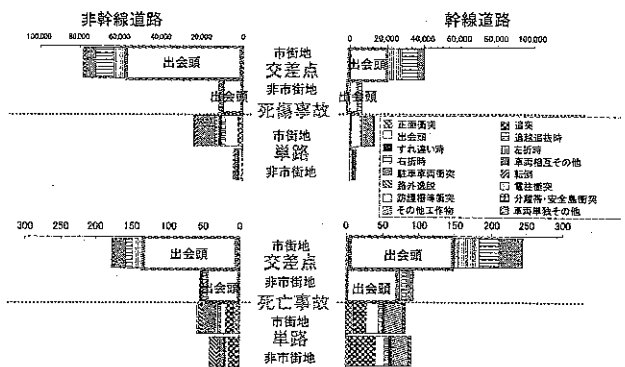 非幹線道路
幹線道路
100,000 80,000 60,000 40,000 20,000 0
0 20,000 40,000 60,000 80,000 100,000
市街地
交差点
非市街地
出会頭
出会頭
出会頭
出会頭
死傷事故
市街地
単路
非市街地
正面衝突
追突
出会頭
追越追抜時
すれ違い時
左折時
右折時
車両相互その他
駐車車両衝突
転倒
路外逸脱
電柱衝突
防護柵等衝突
分離帯・安全島衝突
その他工作物
車両単独その他
300 250 200 150 100 50 0
0 50 100 150 200 250 300
市街地
交差点
非市街地
出会頭
出会頭
出会頭
出会頭
死亡事故
市街地
単路
非市街地